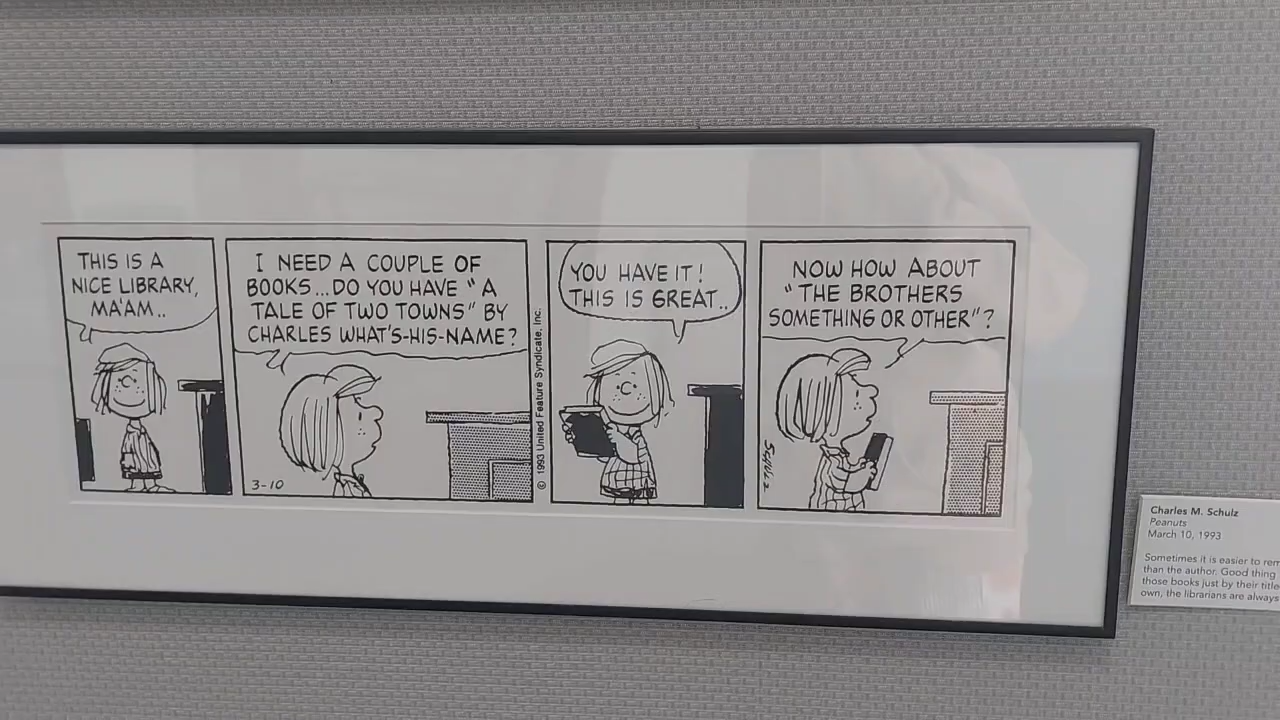 THIS IS A
NICE LIBRARY,
MA'AM..
I NEED A COUPLE OF
BOOKS...DO YOU HAVE "A
TALE OF TWO TOWNS" BY
CHARLES WHAT'S-HIS-NAME?
3-10
© 1993 United Feature Syndicate, Inc.
YOU HAVE IT!
THIS IS GREAT..
NOW HOW ABOUT
"THE BROTHERS
SOMETHING OR OTHER"?
SCHULZ
Charles M. Schulz
Peanuts
March 10, 1993
Sometimes it is easier to
than the author. Good thing
those books just by their
own, the librarians are always